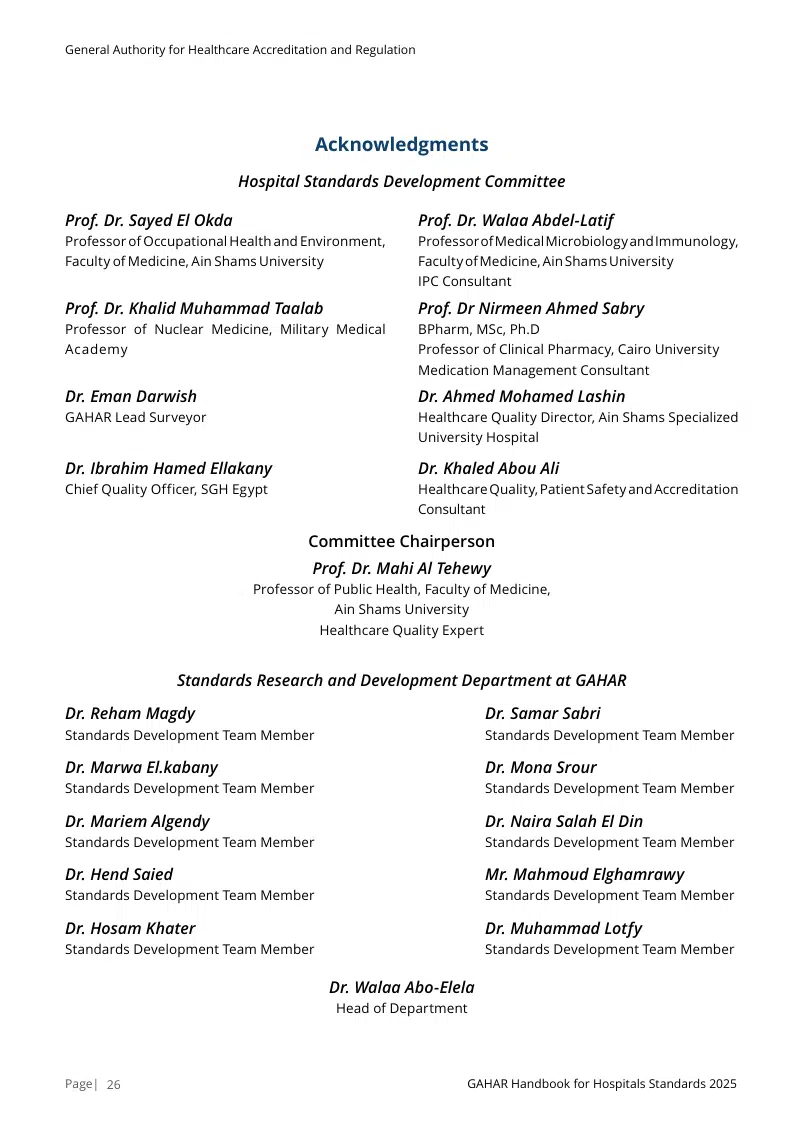 General Authority for Healthcare Accreditation and Regulation
Acknowledgments
Hospital Standards Development Committee
Prof. Dr. Sayed El Okda
Professor of Occupational Health and Environment,
Faculty of Medicine, Ain Shams University
Prof. Dr. Walaa Abdel-Latif
Professor of Medical Microbiology and Immunology,
Faculty of Medicine, Ain Shams University
IPC Consultant
Prof. Dr. Khalid Muhammad Taalab
Professor of Nuclear Medicine, Military Medical
Academy
Prof. Dr Nirmeen Ahmed Sabry
BPharm, MSc, Ph.D
Professor of Clinical Pharmacy, Cairo University
Medication Management Consultant
Dr. Eman Darwish
GAHAR Lead Surveyor
Dr. Ahmed Mohamed Lashin
Healthcare Quality Director, Ain Shams Specialized
University Hospital
Dr. Ibrahim Hamed Ellakany
Chief Quality Officer, SGH Egypt
Dr. Khaled Abou Ali
Healthcare Quality, Patient Safety and Accreditation
Consultant
Committee Chairperson
Prof. Dr. Mahi Al Tehewy
Professor of Public Health, Faculty of Medicine,
Ain Shams University
Healthcare Quality Expert
Standards Research and Development Department at GAHAR
Dr. Reham Magdy
Standards Development Team Member
Dr. Samar Sabri
Standards Development Team Member
Dr. Marwa El.kabany
Standards Development Team Member
Dr. Mona Srour
Standards Development Team Member
Dr. Mariem Algendy
Standards Development Team Member
Dr. Naira Salah El Din
Standards Development Team Member
Dr. Hend Saied
Standards Development Team Member
Mr. Mahmoud Elghamrawy
Standards Development Team Member
Dr. Hosam Khater
Standards Development Team Member
Dr. Muhammad Lotfy
Standards Development Team Member
Dr. Walaa Abo-Elela
Head of Department
Page| 26
GAHAR Handbook for Hospitals Standards 2025